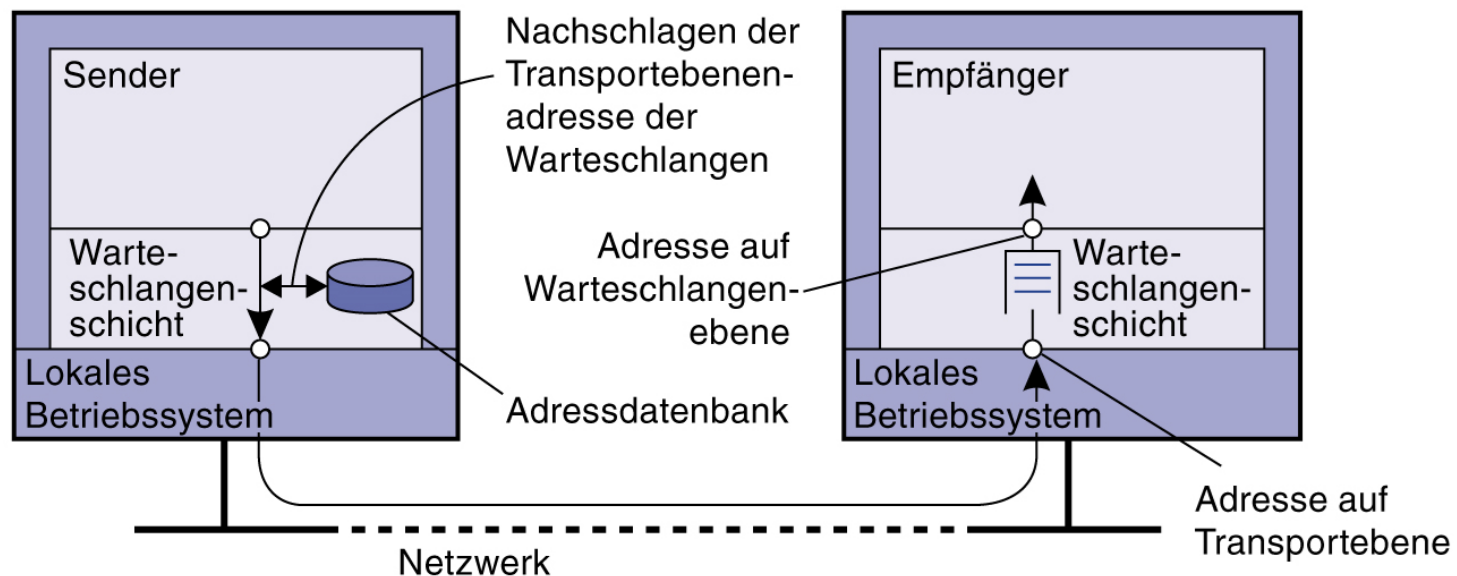 Sender
Nachschlagen der
Transportebenen-
adresse der
Warteschlangen
Empfänger
Warte-
schlangen-
schicht
Adresse auf
Warteschlangen-
ebene
Warte-
schlangen-
schicht
Lokales
Betriebssystem
Adressdatenbank
Lokales
Betriebssystem
Adresse auf
Transportebene
Netzwerk